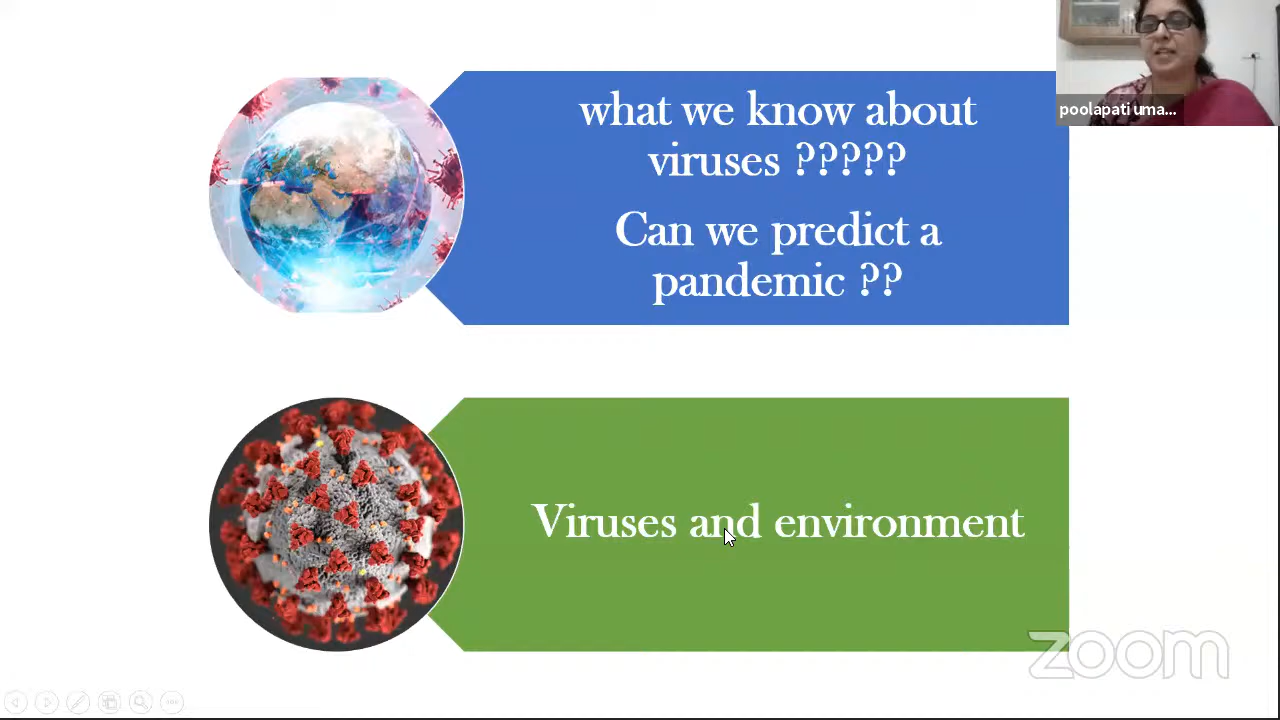 what we know about
viruses ?????
Can we predict a
pandemic ??
poolapati uma...
Viruses and environment
zoom